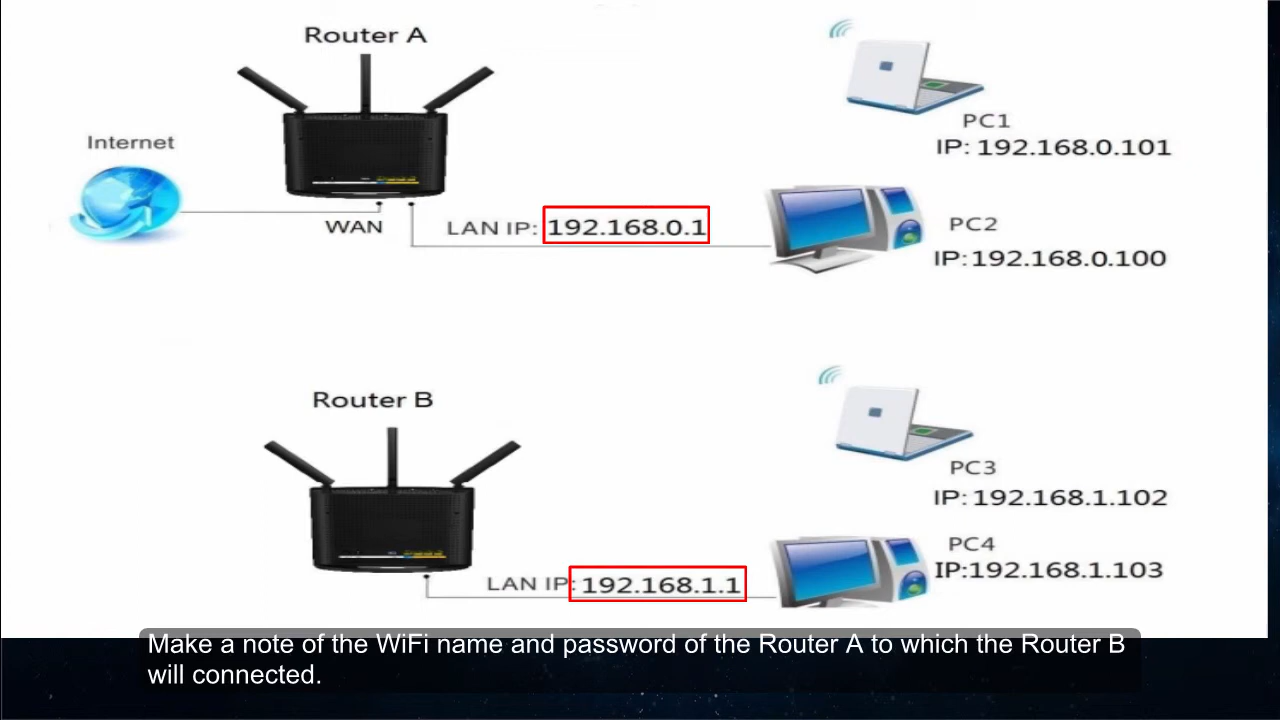 Router A
PC1
IP: 192.168.0.101
Internet
WAN
LAN IP: 192.168.0.1
PC2
IP:192.168.0.100
Router B
PC3
IP: 192.168.1.102
PC4
IP:192.168.1.103
LAN IP: 192.168.1.1
Make a note of the WiFi name and password of the Router A to which the Router B
will connected.